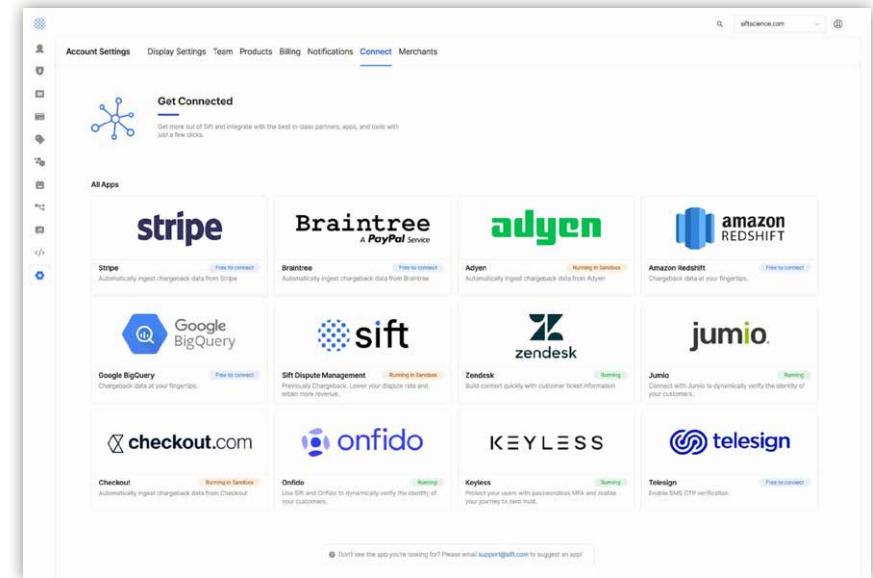 siftscience.com
Account Settings Display Settings Team Products Billing Notifications Connect Merchants
Get Connected
Get more out of Sift and integrate with the best in-class partners, apps, and tools with
just a few clicks.
All Apps
stripe
Stripe Free to connect
Automatically ingest chargeback data from Stripe
Braintree
A PayPal Service
Braintree Free to connect
Automatically ingest chargeback data from Braintree
adyen
Adyen Running in Sandbox
Automatically ingest chargeback data from Adyen
amazon
REDSHIFT
Amazon Redshift Free to connect
Chargeback data at your fingertips.
Google
BigQuery
Google BigQuery Free to connect
Chargeback data at your fingertips.
sift
Sift Dispute Management Running in Sandbox
Previously Chargeback. Lower your dispute rate and
retain more revenue.
zendesk
Zendesk Running
Build context quickly with customer ticket information
jumio.
Jumio Running
Connect with Jumio to dynamically verify the identity of
your customers.
checkout.com
Checkout Running in Sandbox
Automatically ingest chargeback data from Checkout
onfido
Onfido Running
Use Sift and Onfido to dynamically verify the identity of
your customers.
KEYLESS
Keyless Running
Protect your users with passwordless MFA and realize
your journey to zero trust.
telesign
Telesign Free to connect
Enable SMS OTP verification
Don't see the app you're looking for? Please email support@sift.com to suggest an app!